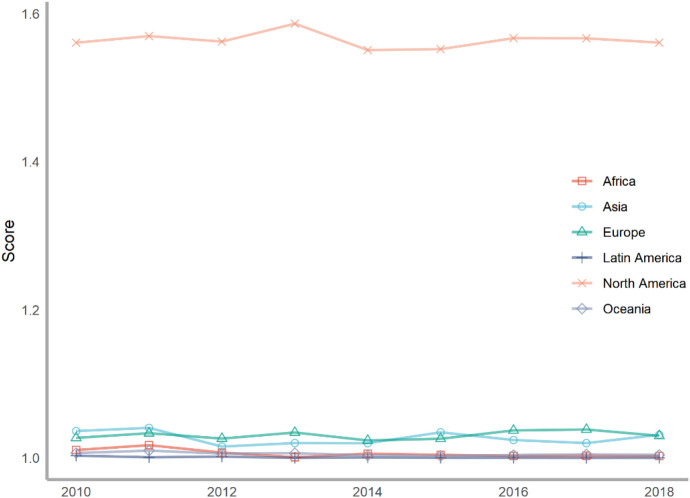 1.6
1.4
1.2
1.0
Score
Africa
Asia
Europe
Latin America
North America
Oceania
2010 2012 2014 2016 2018